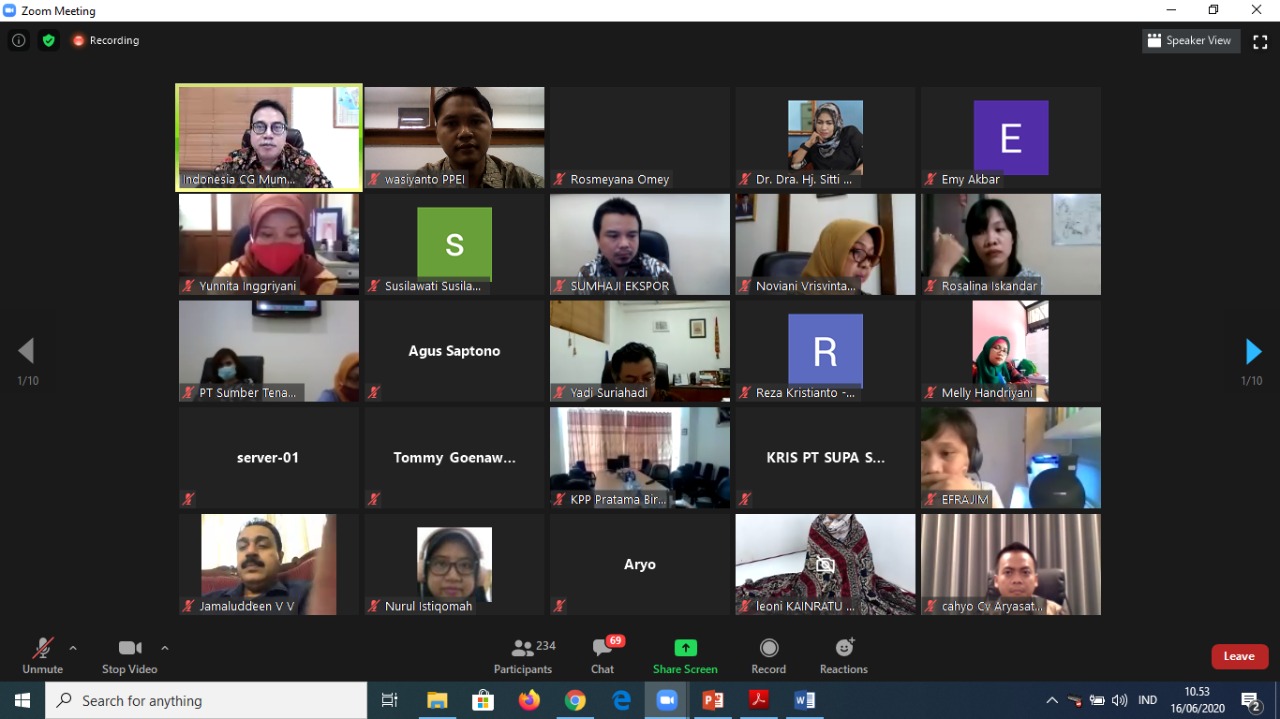 Zoom Meeting
Recording
Speaker View
Indonesia CG Mum...
wasiyanto PPEI
Rosmeyana Omey
Dr. Dra. Hj. Sitti ...
E
Emy Akbar
Yunnita Inggriyani
S
Susilawati Susila...
SUMHAJI EKSPOR
Noviani Vrisvinta...
Rosalina Iskandar
PT Sumber Tena...
Agus Saptono
Yadi Suriahadi
R
Reza Kristianto -...
Melly Handriyani
1/10
1/10
server-01
Tommy Goenaw...
KPP Pratama Bir...
KRIS PT SUPA S...
EFRAJIM
Jamaluddeen V V
Nurul Istiqomah
Aryo
leoni KAINRATU ...
cahyo Cv Aryasat...
Unmute
Stop Video
234
Participants
69
Chat
Share Screen
Record
Reactions
Leave
Search for anything
IND
10.53
16/06/2020
2